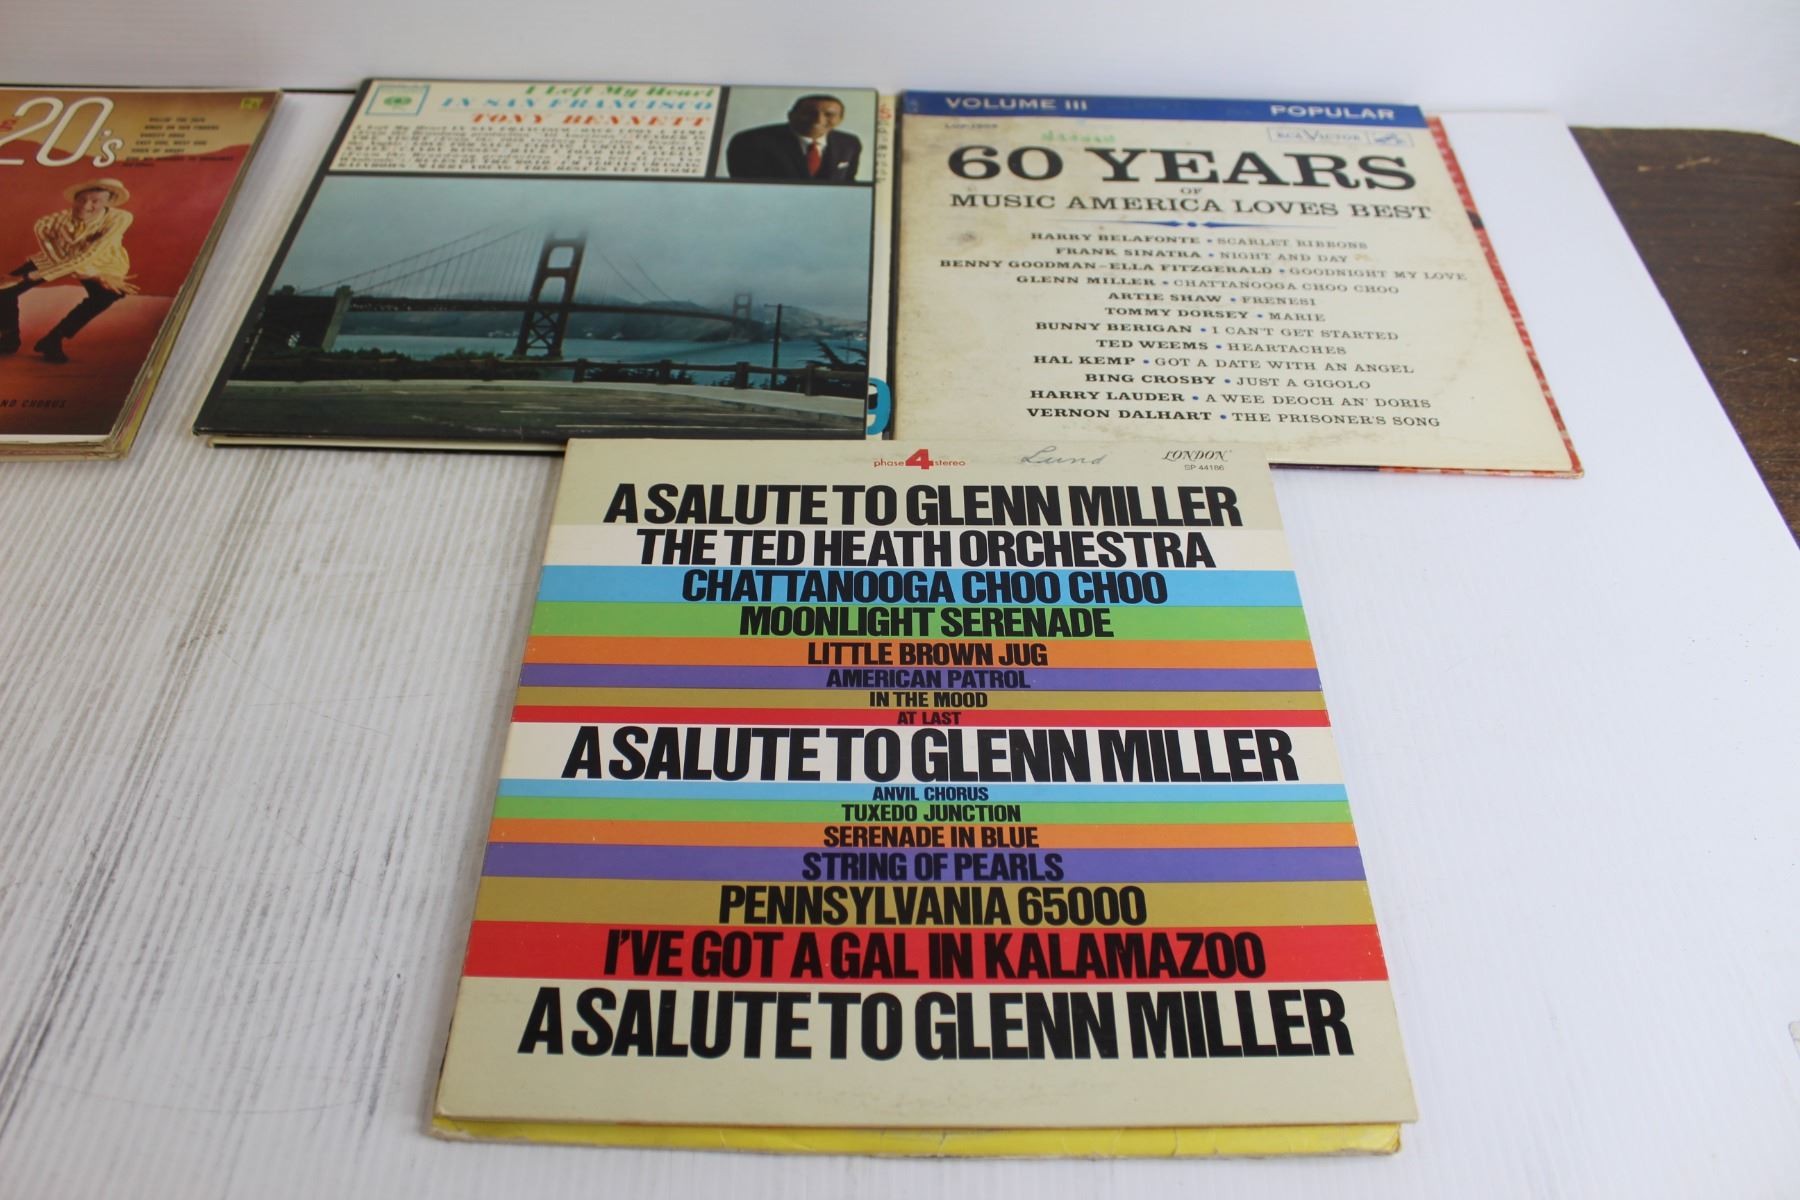 20's
ND CHORUS
I Left My Heart
IN SAN FRANCISCO
TONY BENNETT
9
VOLUME III POPULAR
RCA VICTOR
60 YEARS
OF
MUSIC AMERICA LOVES BEST
HARRY BELAFONTE • SCARLET RIBBONS
FRANK SINATRA • NIGHT AND DAY
BENNY GOODMAN-ELLA FITZGERALD • GOODNIGHT MY LOVE
GLENN MILLER • CHATTANOOGA CHOO CHOO
ARTIE SHAW • FRENESI
TOMMY DORSEY • MARIE
BUNNY BERIGAN • I CAN'T GET STARTED
TED WEEMS • HEARTACHES
HAL KEMP • GOT A DATE WITH AN ANGEL
BING CROSBY • JUST A GIGOLO
HARRY LAUDER • A WEE DEOCH AN' DORIS
VERNON DALHART • THE PRISONER'S SONG
phase 4 stereo Lund LONDON
SP 44186
A SALUTE TO GLENN MILLER
THE TED HEATH ORCHESTRA
CHATTANOOGA CHOO CHOO
MOONLIGHT SERENADE
LITTLE BROWN JUG
AMERICAN PATROL
IN THE MOOD
AT LAST
A SALUTE TO GLENN MILLER
ANVIL CHORUS
TUXEDO JUNCTION
SERENADE IN BLUE
STRING OF PEARLS
PENNSYLVANIA 65000
I'VE GOT A GAL IN KALAMAZOO
A SALUTE TO GLENN MILLER